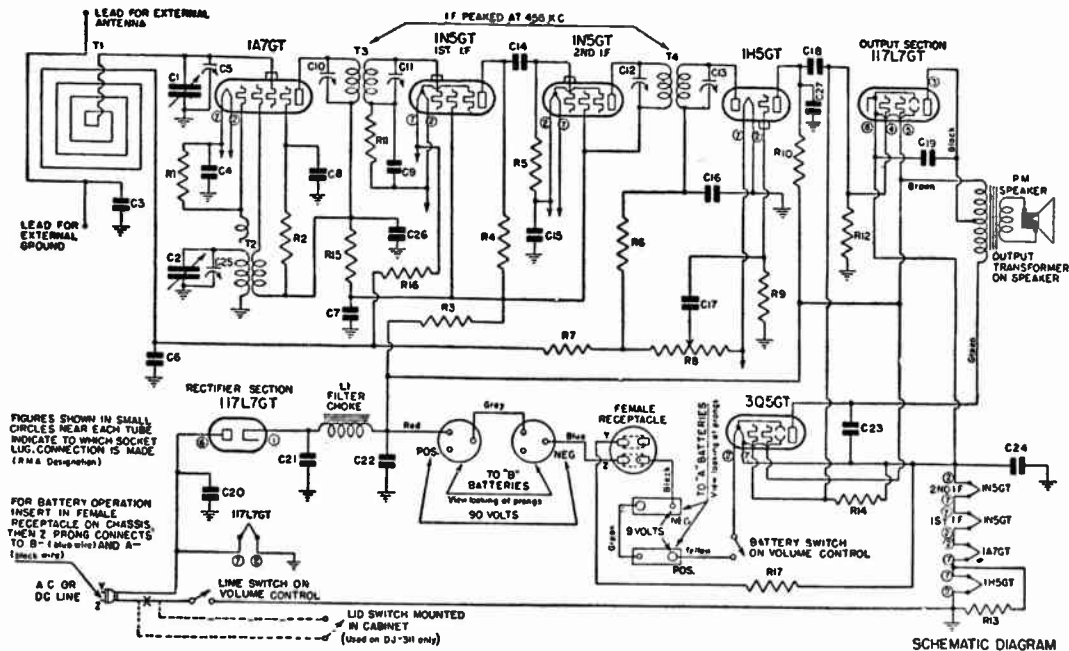 LEAD FOR EXTERNAL
ANTENNA
IF PEAKED AT 455 KC
T1
C1
C5
1A7GT
C10
T3
C11
1N5GT
1ST IF
C14
1N5GT
2ND IF
C12
T4
C13
1H5GT
C18
C27
OUTPUT SECTION
117L7GT
R1
C4
C8
R11
C9
R5
R10
C19
Black
Brown
PM
SPEAKER
C3
LEAD FOR
EXTERNAL
GROUND
T2
C2
C25
R2
R15
C26
R4
C15
R6
C16
R12
OUTPUT
TRANSFORMER
ON SPEAKER
R16
C7
R3
C17
R9
C6
R7
R8
Green
RECTIFIER SECTION
117L7GT
L1
FILTER
CHOKE
Red
Grey
Blue
FEMALE
RECEPTACLE
3Q5GT
FIGURES SHOWN IN SMALL
CIRCLES NEAR EACH TUBE
INDICATE TO WHICH SOCKET
LUG. CONNECTION IS MADE
(RMA Designation)
C21
C22
POS.
NEG
TO "B"
BATTERIES
View looking at prongs
90 VOLTS
Y
Z
Black
TO "A" BATTERIES
View looking at prongs
C23
C24
C20
R14
FOR BATTERY OPERATION
INSERT IN FEMALE
RECEPTACLE ON CHASSIS,
THEN Z PRONG CONNECTS
TO B- (blue wire) AND A-
(black wire)
117L7GT
Green
9 VOLTS
NEG.
POS.
Yellow
BATTERY SWITCH
ON VOLUME CONTROL
R17
2ND IF
1N5GT
1ST IF
1N5GT
1A7GT
1H5GT
R13
AC OR
DC LINE
Y
Z
X
LINE SWITCH ON
VOLUME CONTROL
LID SWITCH MOUNTED
IN CABINET
(Used on DJ-311 only)
SCHEMATIC DIAGRAM